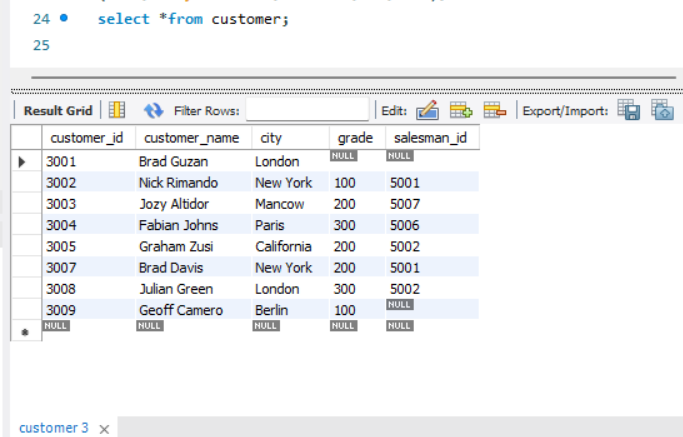 24 select *from customer;
25
Result Grid Filter Rows: Edit: Export/Import:
customer_id customer_name city grade salesman_id
3001 Brad Guzan London NULL NULL
3002 Nick Rimando New York 100 5001
3003 Jozy Altidor Mancow 200 5007
3004 Fabian Johns Paris 300 5006
3005 Graham Zusi California 200 5002
3007 Brad Davis New York 200 5001
3008 Julian Green London 300 5002
3009 Geoff Camero Berlin 100 NULL
NULL NULL NULL NULL NULL
customer 3